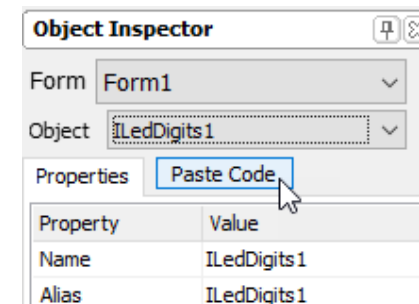 Object Inspector
Form Form1
Object ILedDigits1
Properties Paste Code
Property Value
Name ILedDigits1
Alias ILedDigits1